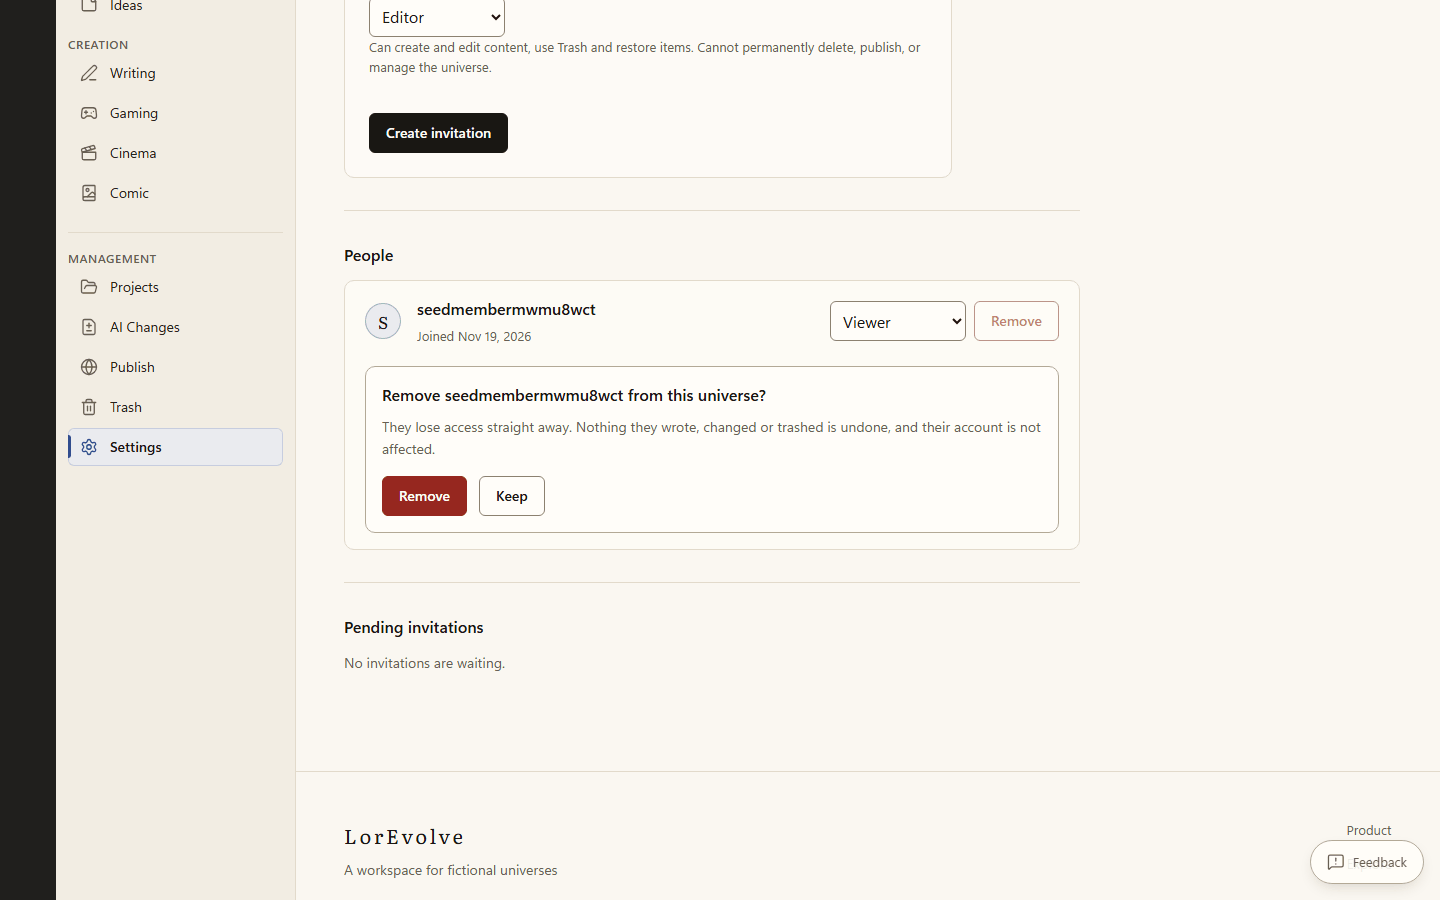 Ideas
CREATION
Writing
Gaming
Cinema
Comic
MANAGEMENT
Projects
AI Changes
Publish
Trash
Settings
Editor
Can create and edit content, use Trash and restore items. Cannot permanently delete, publish, or
manage the universe.
Create invitation
People
S
seedmembermwmu8wct
Joined Nov 19, 2026
Viewer
Remove
Remove seedmembermwmu8wct from this universe?
They lose access straight away. Nothing they wrote, changed or trashed is undone, and their account is not
affected.
Remove
Keep
Pending invitations
No invitations are waiting.
LorEvolve
A workspace for fictional universes
Product
Feedback